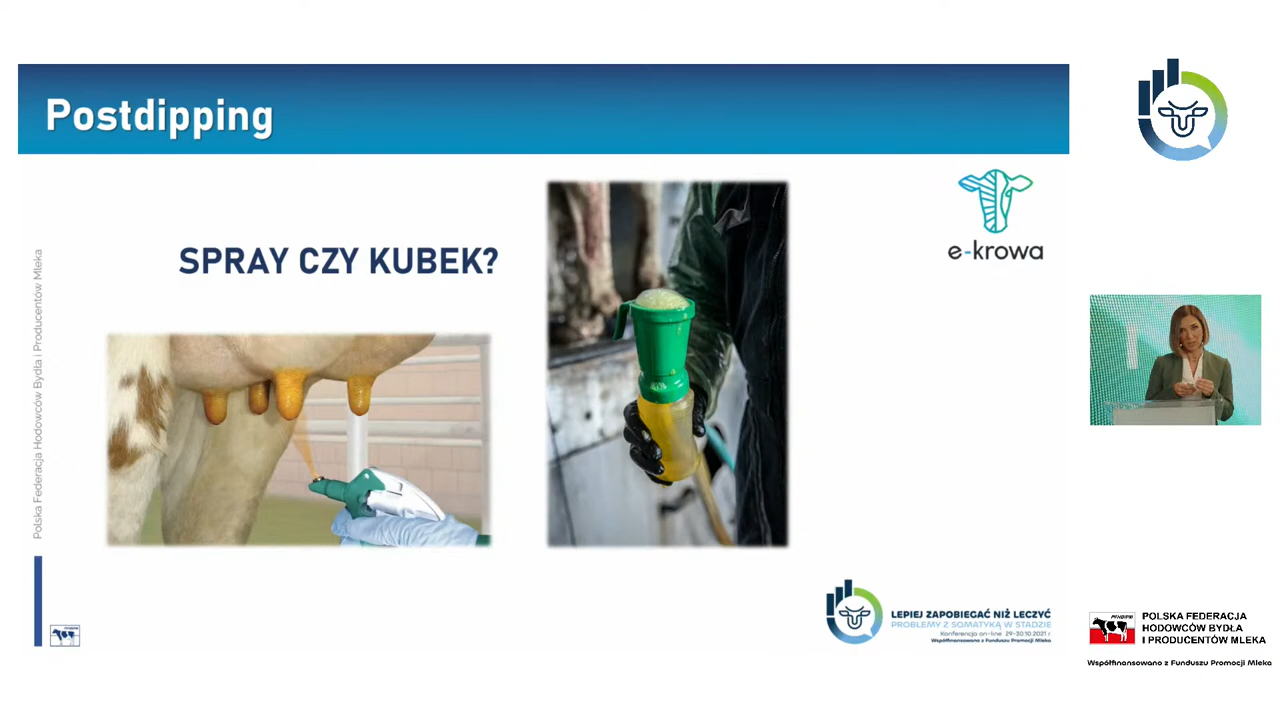 Postdipping
SPRAY CZY KUBEK?
e-krowa
Polska Federacja Hodowców Bydła i Producentów Mleka
LEPIEJ ZAPOBIEGAĆ NIŻ LECZYĆ
PROBLEMY Z SOMATYKĄ W STADZIE
Konferencja on-line 29-30.10.2021 r.
Współfinansowano z Funduszu Promocji Mleka
POLSKA FEDERACJA
HODOWCÓW BYDŁA
I PRODUCENTÓW MLEKA
Współfinansowano z Funduszu Promocji Mleka